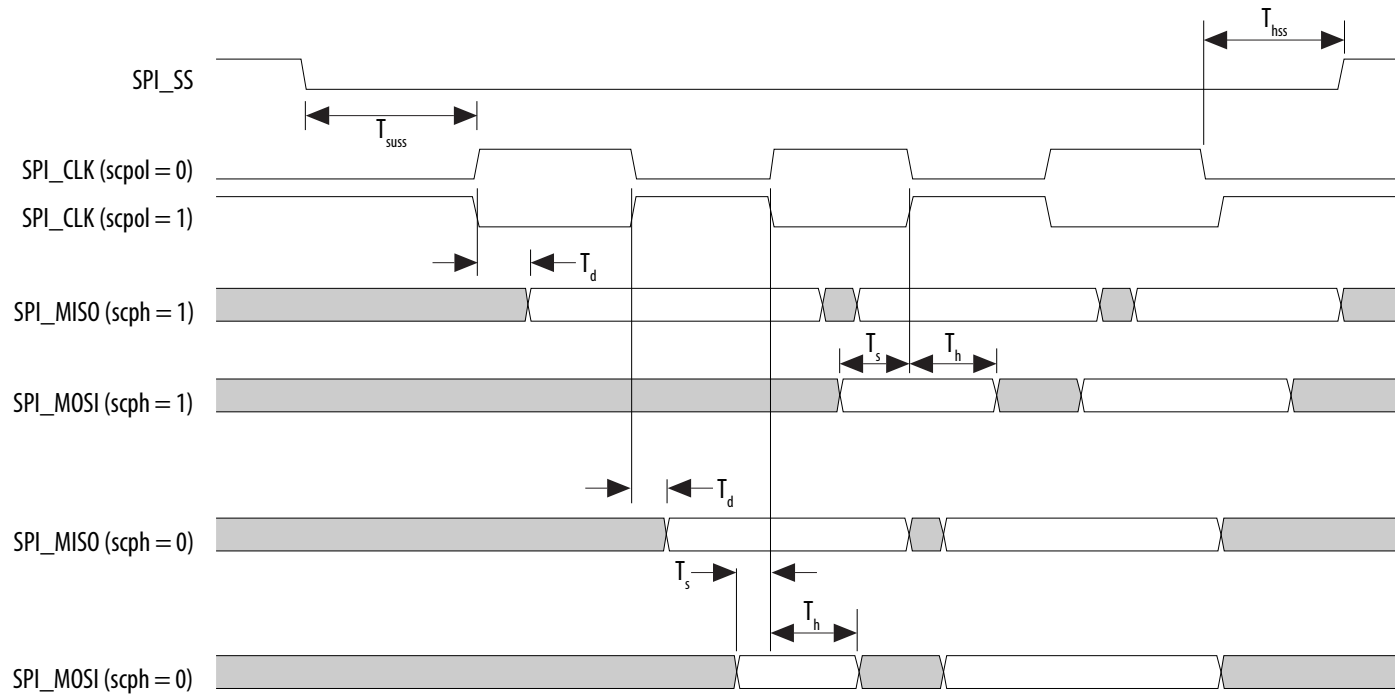 T_hss
SPI_SS
T_suss
SPI_CLK (scpol = 0)
SPI_CLK (scpol = 1)
T_d
SPI_MISO (scph = 1)
T_s T_h
SPI_MOSI (scph = 1)
T_d
SPI_MISO (scph = 0)
T_s
T_h
SPI_MOSI (scph = 0)